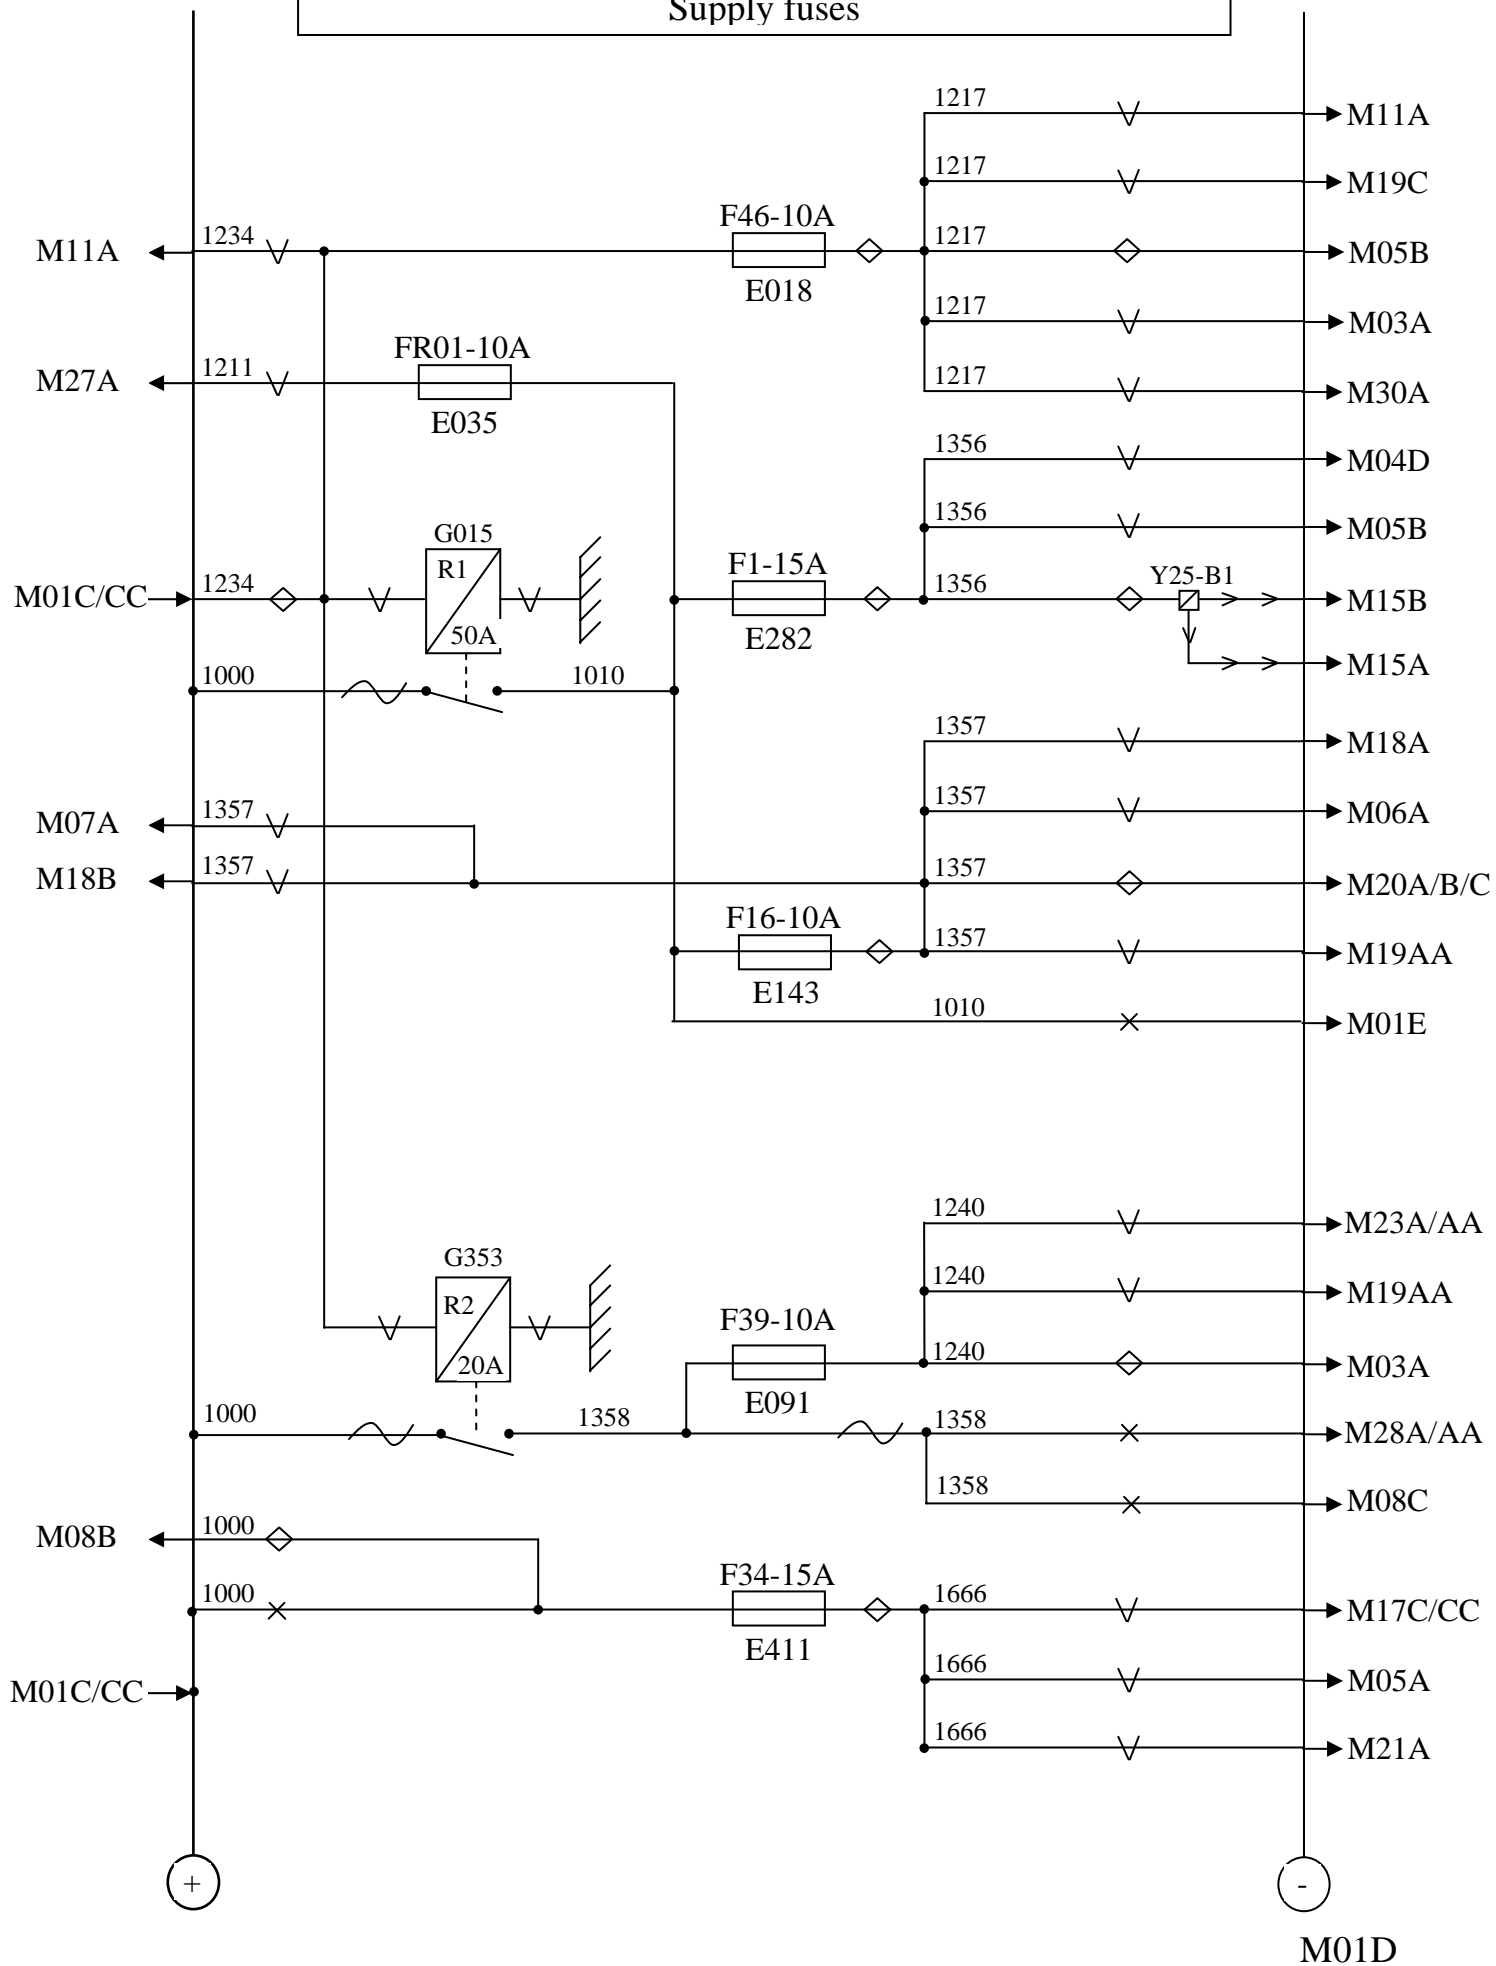 Supply fuses
1217
M11A
1217
M19C
F46-10A
M11A
1234
1217
M05B
E018
1217
M03A
FR01-10A
M27A
1211
1217
M30A
E035
1356
M04D
1356
M05B
G015
R1
50A
F1-15A
Y25-B1
M01C/CC
1234
1356
M15B
E282
M15A
1000
1010
1357
M18A
M07A
1357
1357
M06A
M18B
1357
1357
M20A/B/C
F16-10A
1357
M19AA
E143
1010
M01E
1240
M23A/AA
G353
R2
20A
1240
M19AA
F39-10A
1240
M03A
E091
1000
1358
1358
M28A/AA
1358
M08C
M08B
1000
F34-15A
1000
1666
M17C/CC
E411
1666
M05A
M01C/CC
1666
M21A
+
-
M01D